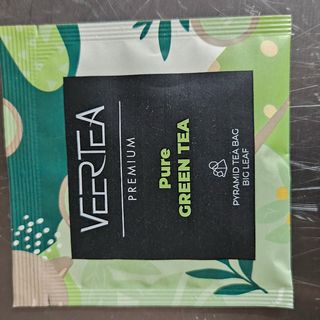 VEERTEA
PREMIUM
Pure
GREEN TEA
PYRAMID TEA BAG
BIG LEAF